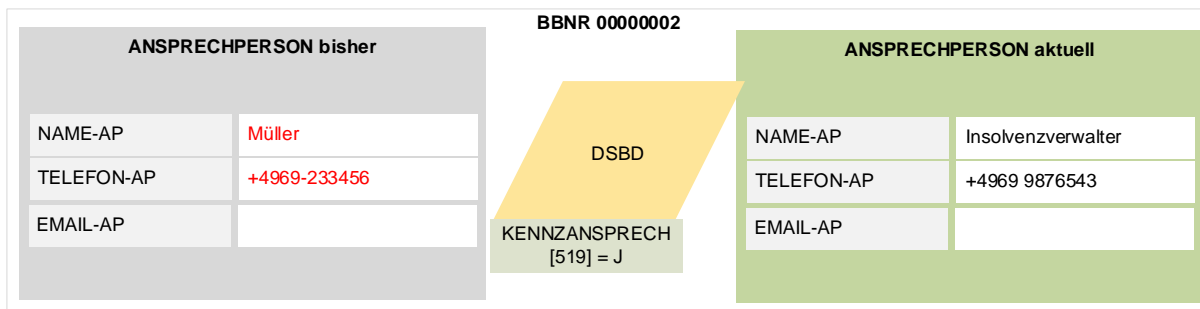 BBNR 00000002
ANSPRECHPERSON bisher
NAME-AP Müller
TELEFON-AP +4969-233456
EMAIL-AP
DSBD
KENNZANSPRECH
[519] = J
ANSPRECHPERSON aktuell
NAME-AP Insolvenzverwalter
TELEFON-AP +4969 9876543
EMAIL-AP